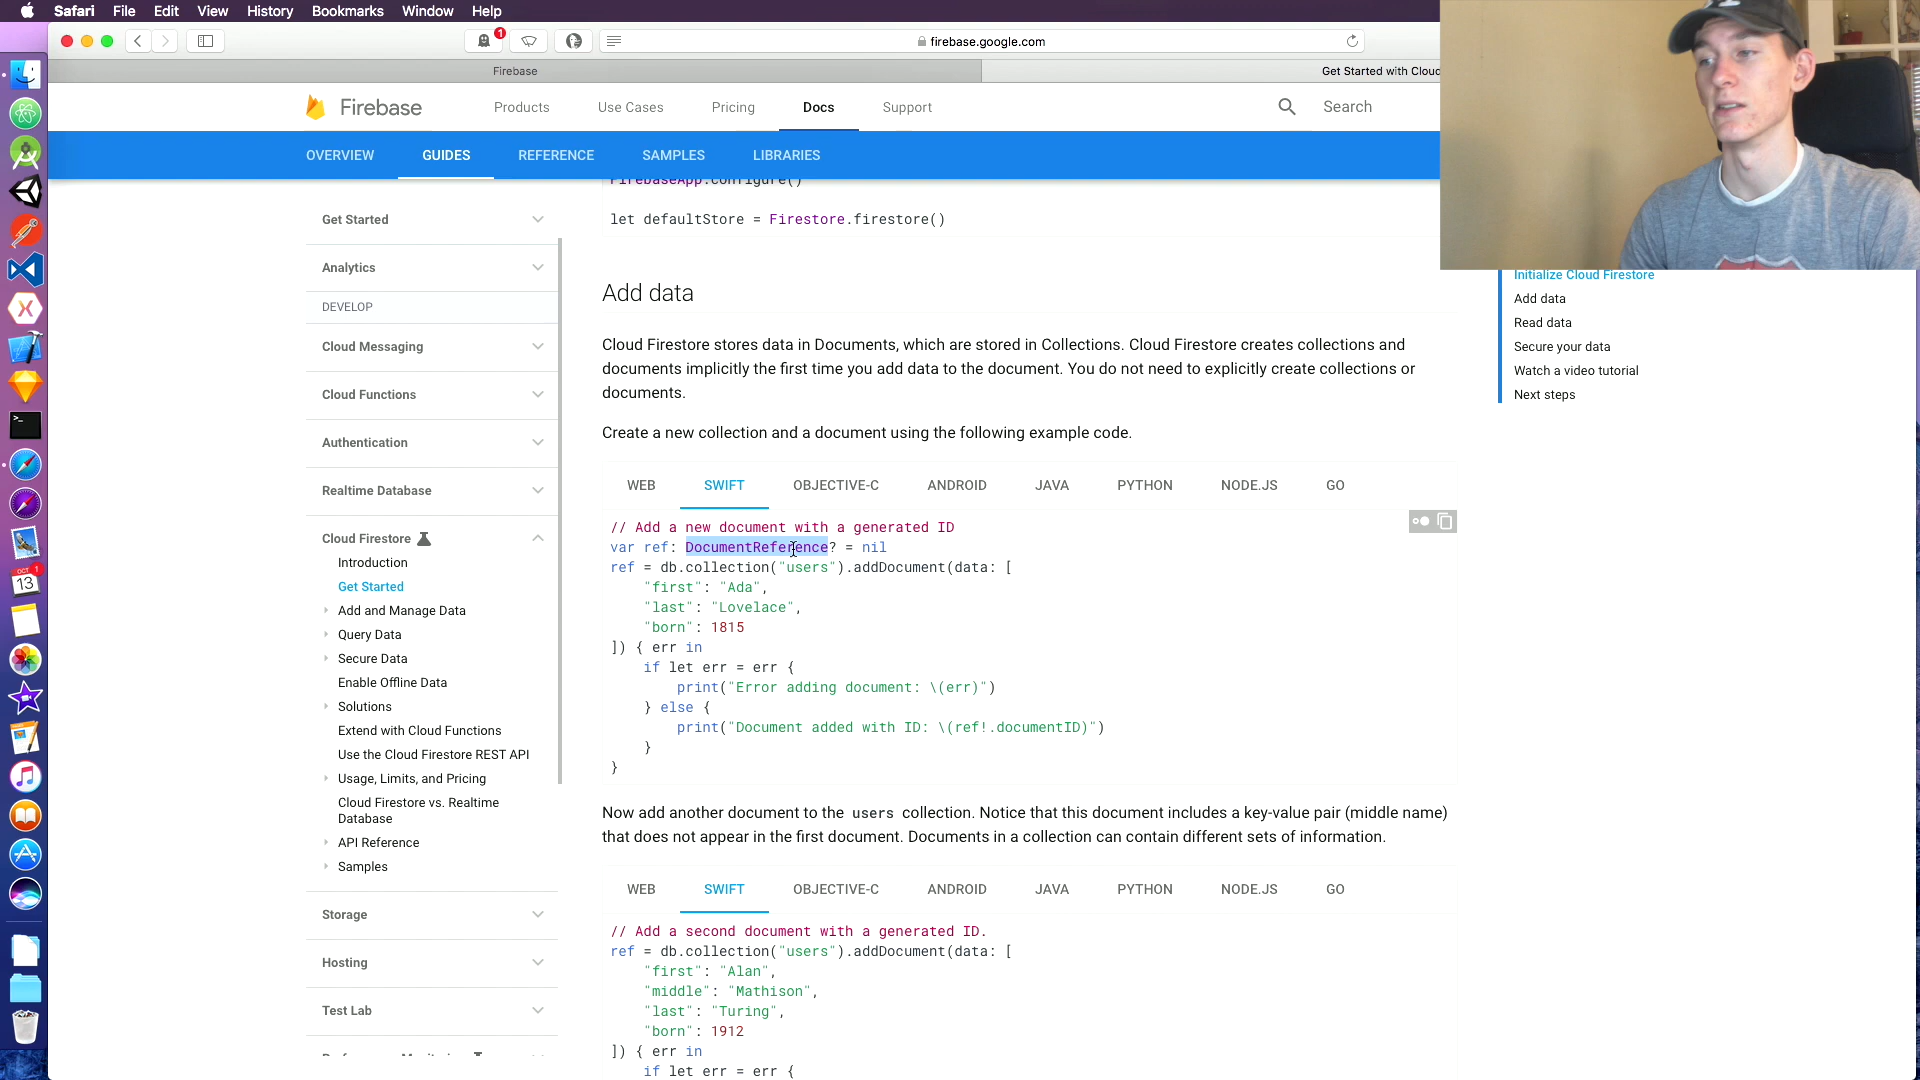 Safari File Edit View History Bookmarks Window Help
1
firebase.google.com
Firebase
Get Started with Cloud
Firebase
Products Use Cases Pricing Docs Support
Search
OVERVIEW GUIDES REFERENCE SAMPLES LIBRARIES
Get Started
Analytics
DEVELOP
Cloud Messaging
Cloud Functions
Authentication
Realtime Database
Cloud Firestore
Introduction
Get Started
Add and Manage Data
Query Data
Secure Data
Enable Offline Data
Solutions
Extend with Cloud Functions
Use the Cloud Firestore REST API
Usage, Limits, and Pricing
Cloud Firestore vs. Realtime
Database
API Reference
Samples
Storage
Hosting
Test Lab
FirebaseApp.configure()
let defaultStore = Firestore.firestore()
Add data
Cloud Firestore stores data in Documents, which are stored in Collections. Cloud Firestore creates collections and
documents implicitly the first time you add data to the document. You do not need to explicitly create collections or
documents.
Create a new collection and a document using the following example code.
WEB SWIFT OBJECTIVE-C ANDROID JAVA PYTHON NODE.JS GO
// Add a new document with a generated ID
var ref: DocumentReference? = nil
ref = db.collection("users").addDocument(data: [
"first": "Ada",
"last": "Lovelace",
"born": 1815
]) { err in
if let err = err {
print("Error adding document: \(err)")
} else {
print("Document added with ID: \(ref!.documentID)")
}
}
Now add another document to the users collection. Notice that this document includes a key-value pair (middle name)
that does not appear in the first document. Documents in a collection can contain different sets of information.
WEB SWIFT OBJECTIVE-C ANDROID JAVA PYTHON NODE.JS GO
// Add a second document with a generated ID.
ref = db.collection("users").addDocument(data: [
"first": "Alan",
"middle": "Mathison",
"last": "Turing",
"born": 1912
]) { err in
if let err = err {
Initialize Cloud Firestore
Add data
Read data
Secure your data
Watch a video tutorial
Next steps
OCT 1
13